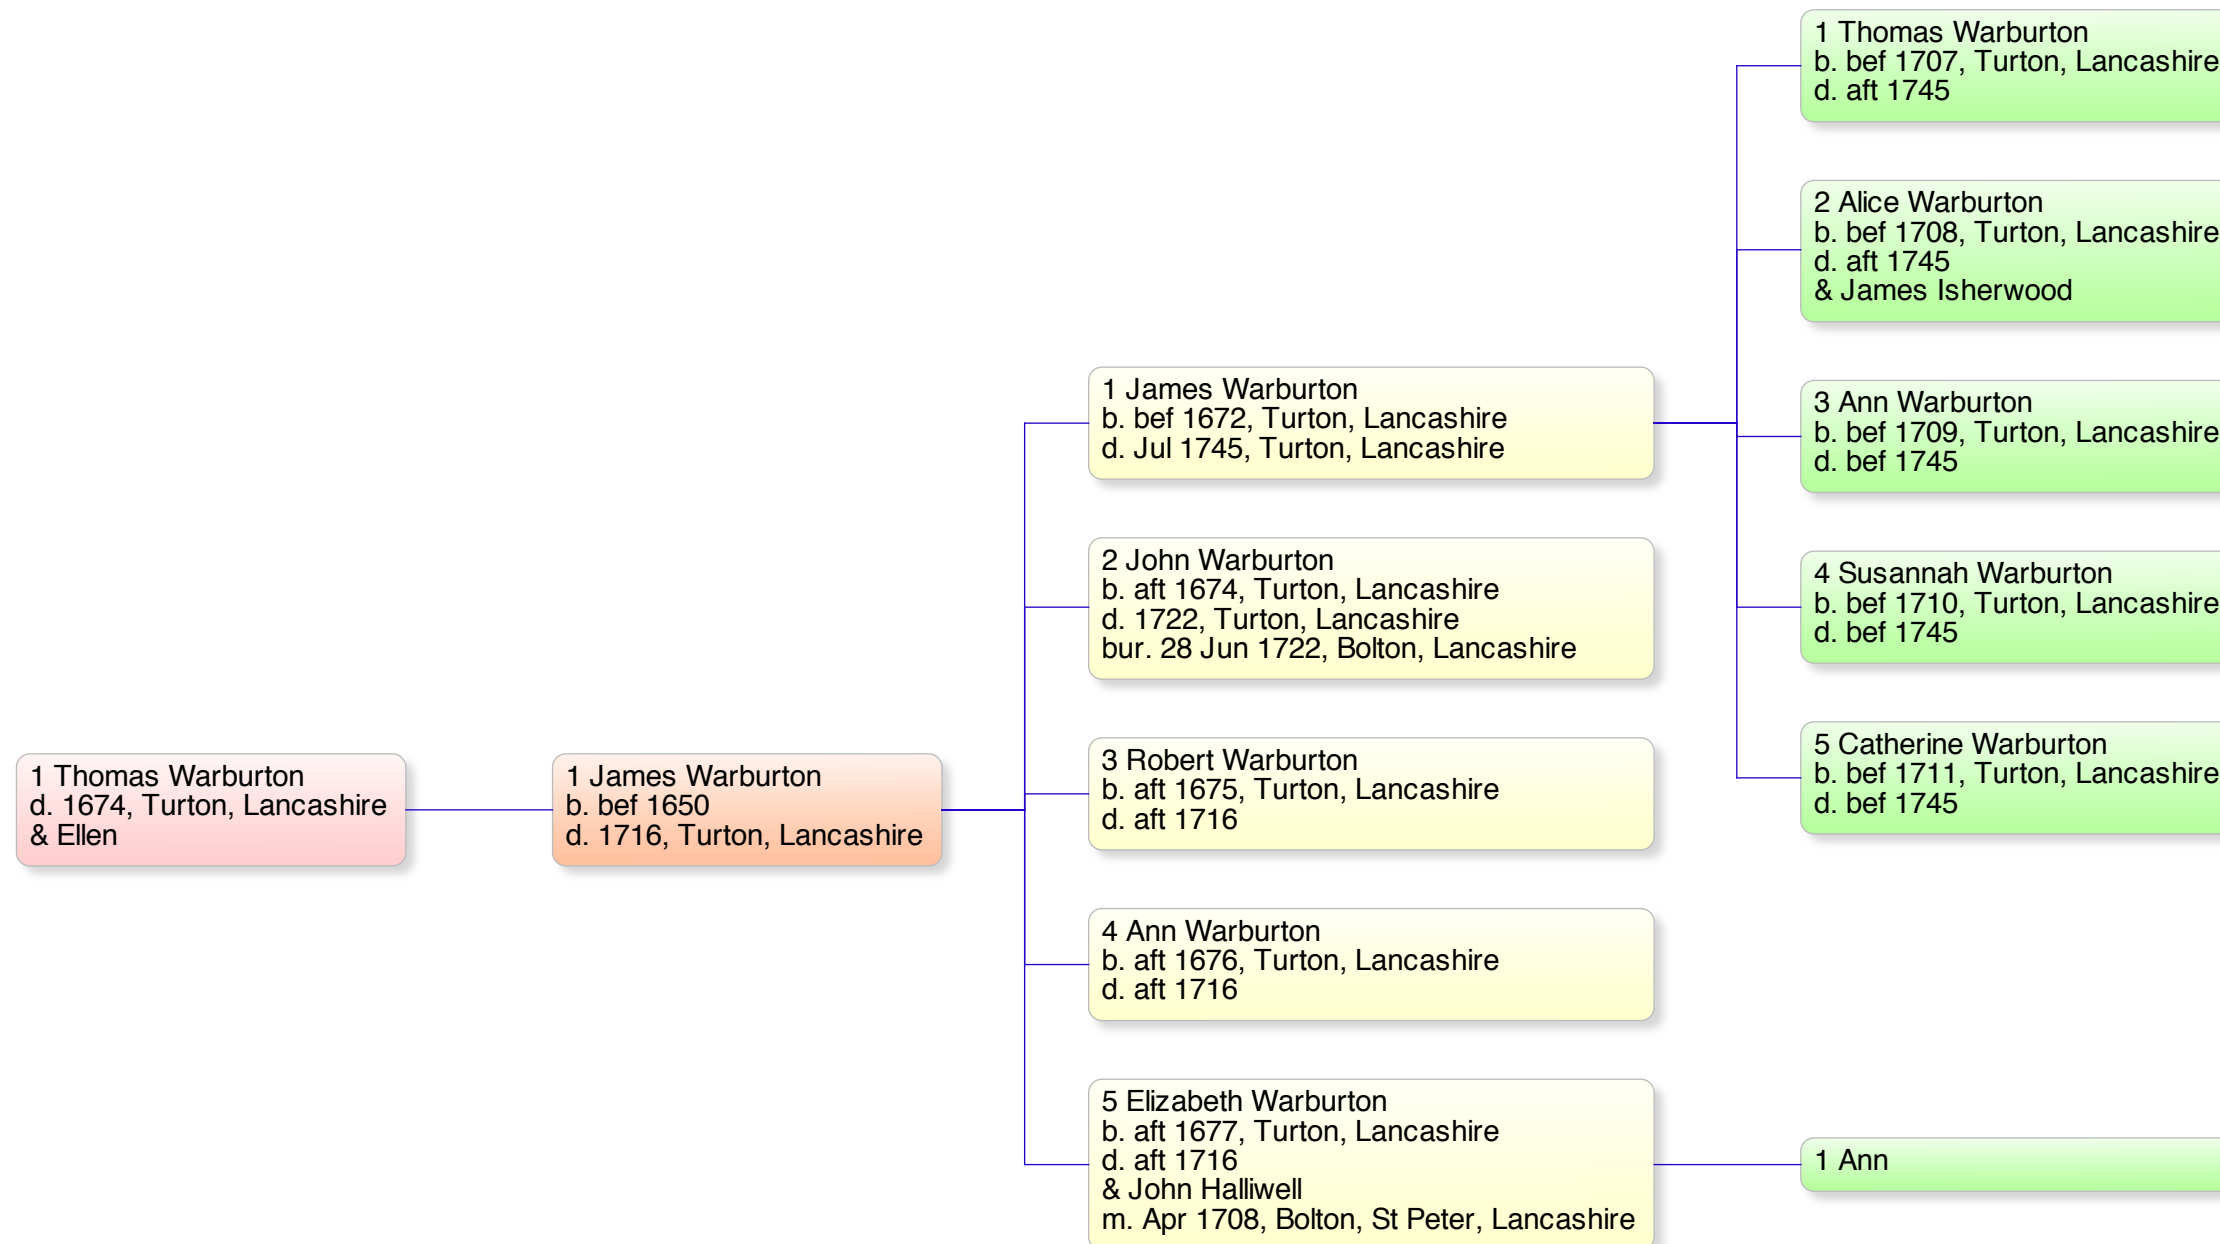 1 Thomas Warburton
d. 1674, Turton, Lancashire
& Ellen
1 James Warburton
b. bef 1650
d. 1716, Turton, Lancashire
1 James Warburton
b. bef 1672, Turton, Lancashire
d. Jul 1745, Turton, Lancashire
2 John Warburton
b. aft 1674, Turton, Lancashire
d. 1722, Turton, Lancashire
bur. 28 Jun 1722, Bolton, Lancashire
3 Robert Warburton
b. aft 1675, Turton, Lancashire
d. aft 1716
4 Ann Warburton
b. aft 1676, Turton, Lancashire
d. aft 1716
5 Elizabeth Warburton
b. aft 1677, Turton, Lancashire
d. aft 1716
& John Halliwell
m. Apr 1708, Bolton, St Peter, Lancashire
1 Thomas Warburton
b. bef 1707, Turton, Lancashire
d. aft 1745
2 Alice Warburton
b. bef 1708, Turton, Lancashire
d. aft 1745
& James Isherwood
3 Ann Warburton
b. bef 1709, Turton, Lancashire
d. bef 1745
4 Susannah Warburton
b. bef 1710, Turton, Lancashire
d. bef 1745
5 Catherine Warburton
b. bef 1711, Turton, Lancashire
d. bef 1745
1 Ann